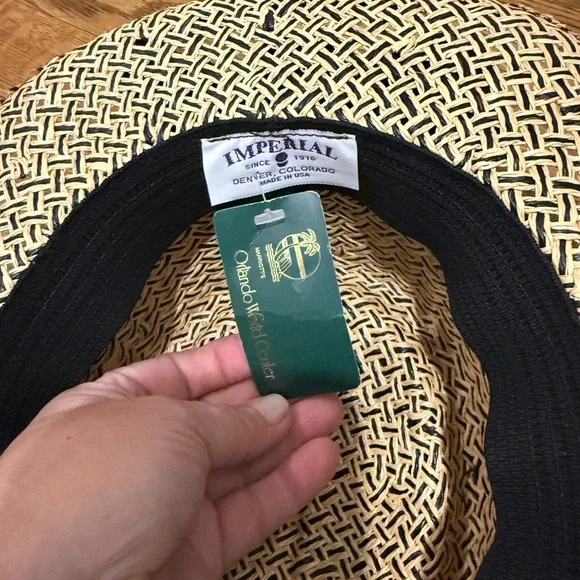 IMPERIAL
SINCE 1916
DENVER, COLORADO
MADE IN USA
MARRIOTT'S
Orlando World Center